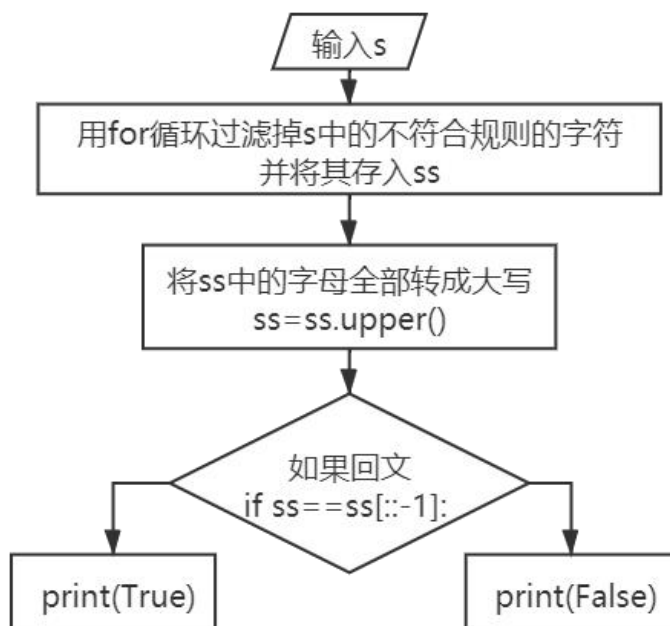 输入s
用for循环过滤掉s中的不符合规则的字符
并将其存入ss
将ss中的字母全部转成大写
ss=ss.upper()
如果回文
if ss==ss[::-1]:
print(True)
print(False)